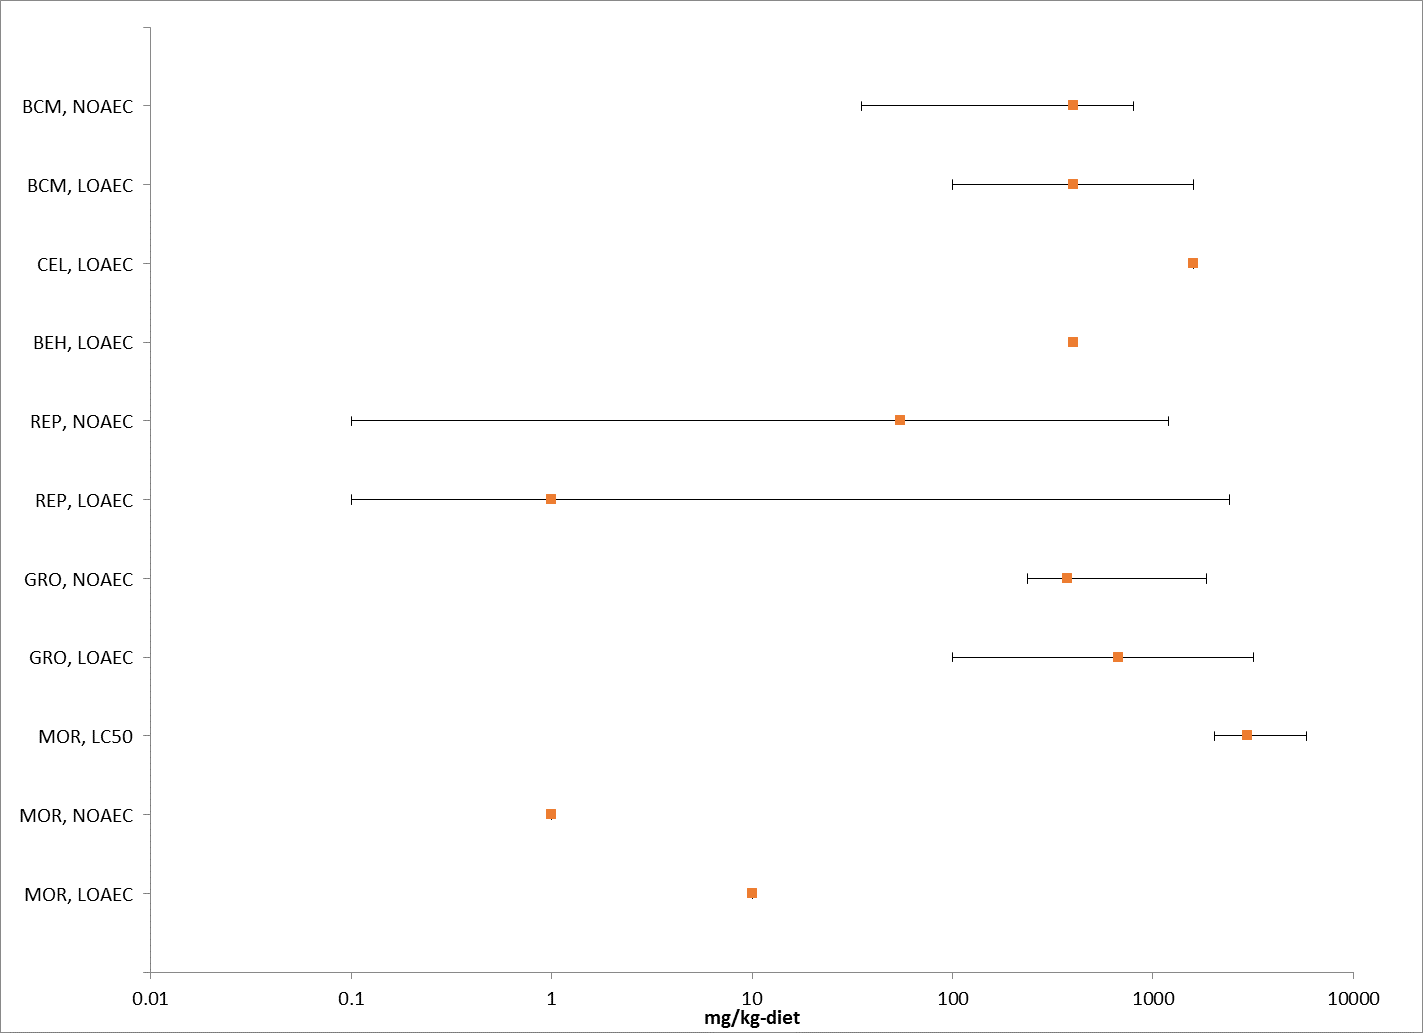 BCM, NOAEC
BCM, LOAEC
CEL, LOAEC
BEH, LOAEC
REP, NOAEC
REP, LOAEC
GRO, NOAEC
GRO, LOAEC
MOR, LC50
MOR, NOAEC
MOR, LOAEC
0.01 0.1 1 10 100 1000 10000
mg/kg-diet